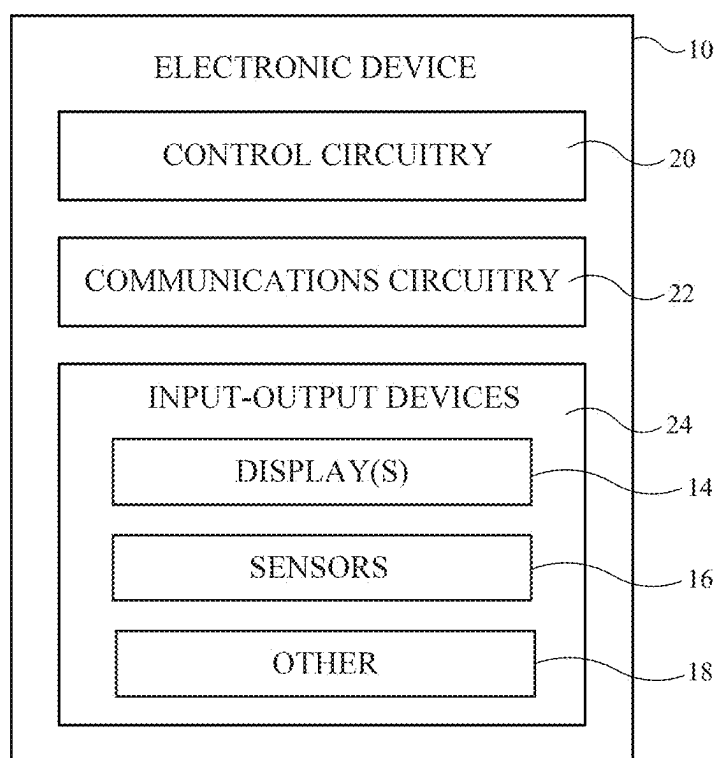 ELECTRONIC DEVICE
10
CONTROL CIRCUITRY
20
COMMUNICATIONS CIRCUITRY
22
INPUT-OUTPUT DEVICES
24
DISPLAY(S)
14
SENSORS
16
OTHER
18